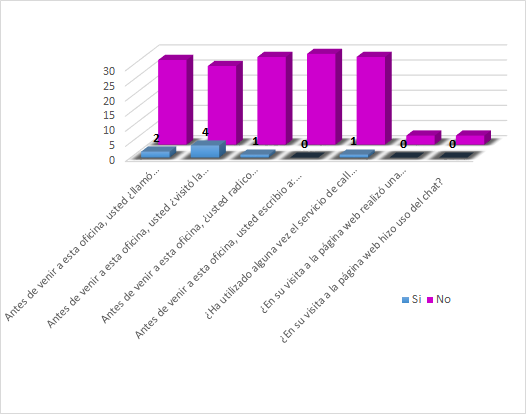 30
25
20
15
10
5
0
2
4
1
0
1
0
0
Antes de venir a esta oficina, usted ¿llamó...
Antes de venir a esta oficina, usted ¿visitó la...
Antes de venir a esta oficina, ¿usted radico...
Antes de venir a esta oficina, usted escribio a:...
¿Ha utilizado alguna vez el servicio de call...
¿En su visita a la página web realizó una...
¿En su visita a la página web hizo uso del chat?
Si No